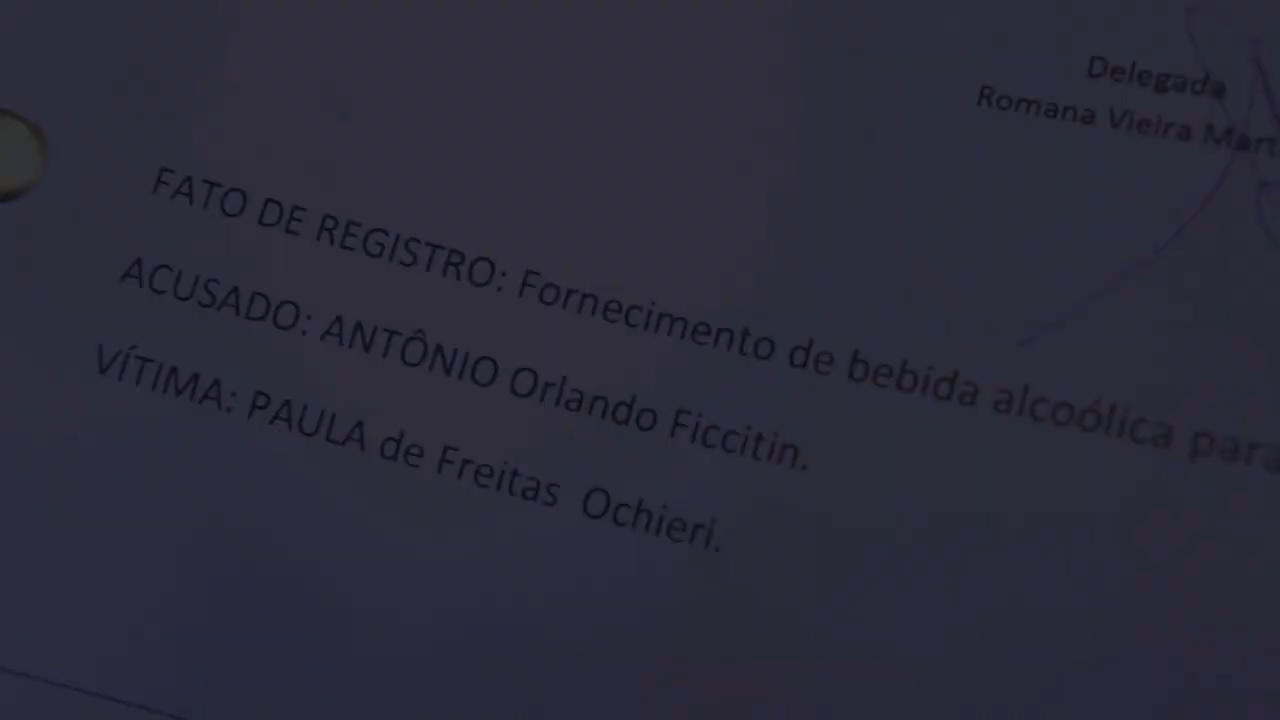 Delegada
Romana Vieira
FATO DE REGISTRO: Fornecimento de bebida alcoólica para
ACUSADO: ANTÔNIO Orlando Ficcitin.
VÍTIMA: PAULA de Freitas Ochieri.